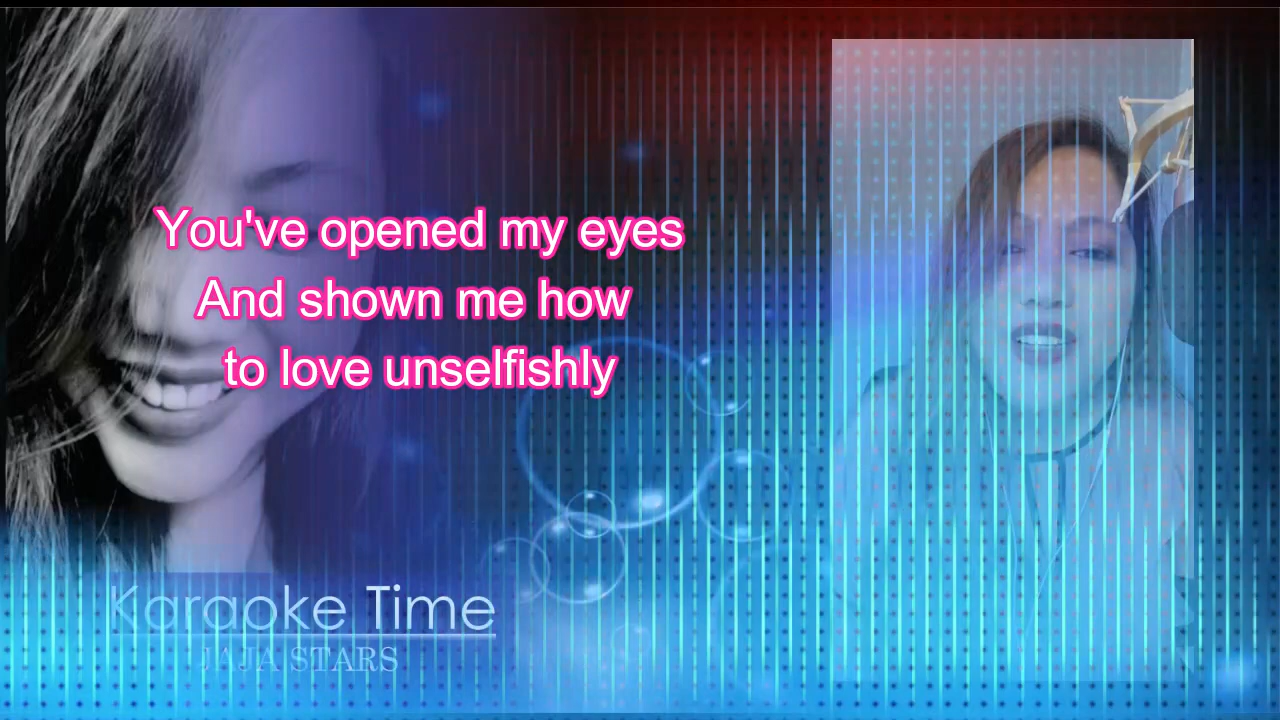 You've opened my eyes
And shown me how
to love unselfishly
Karaoke Time
JAJA STARS